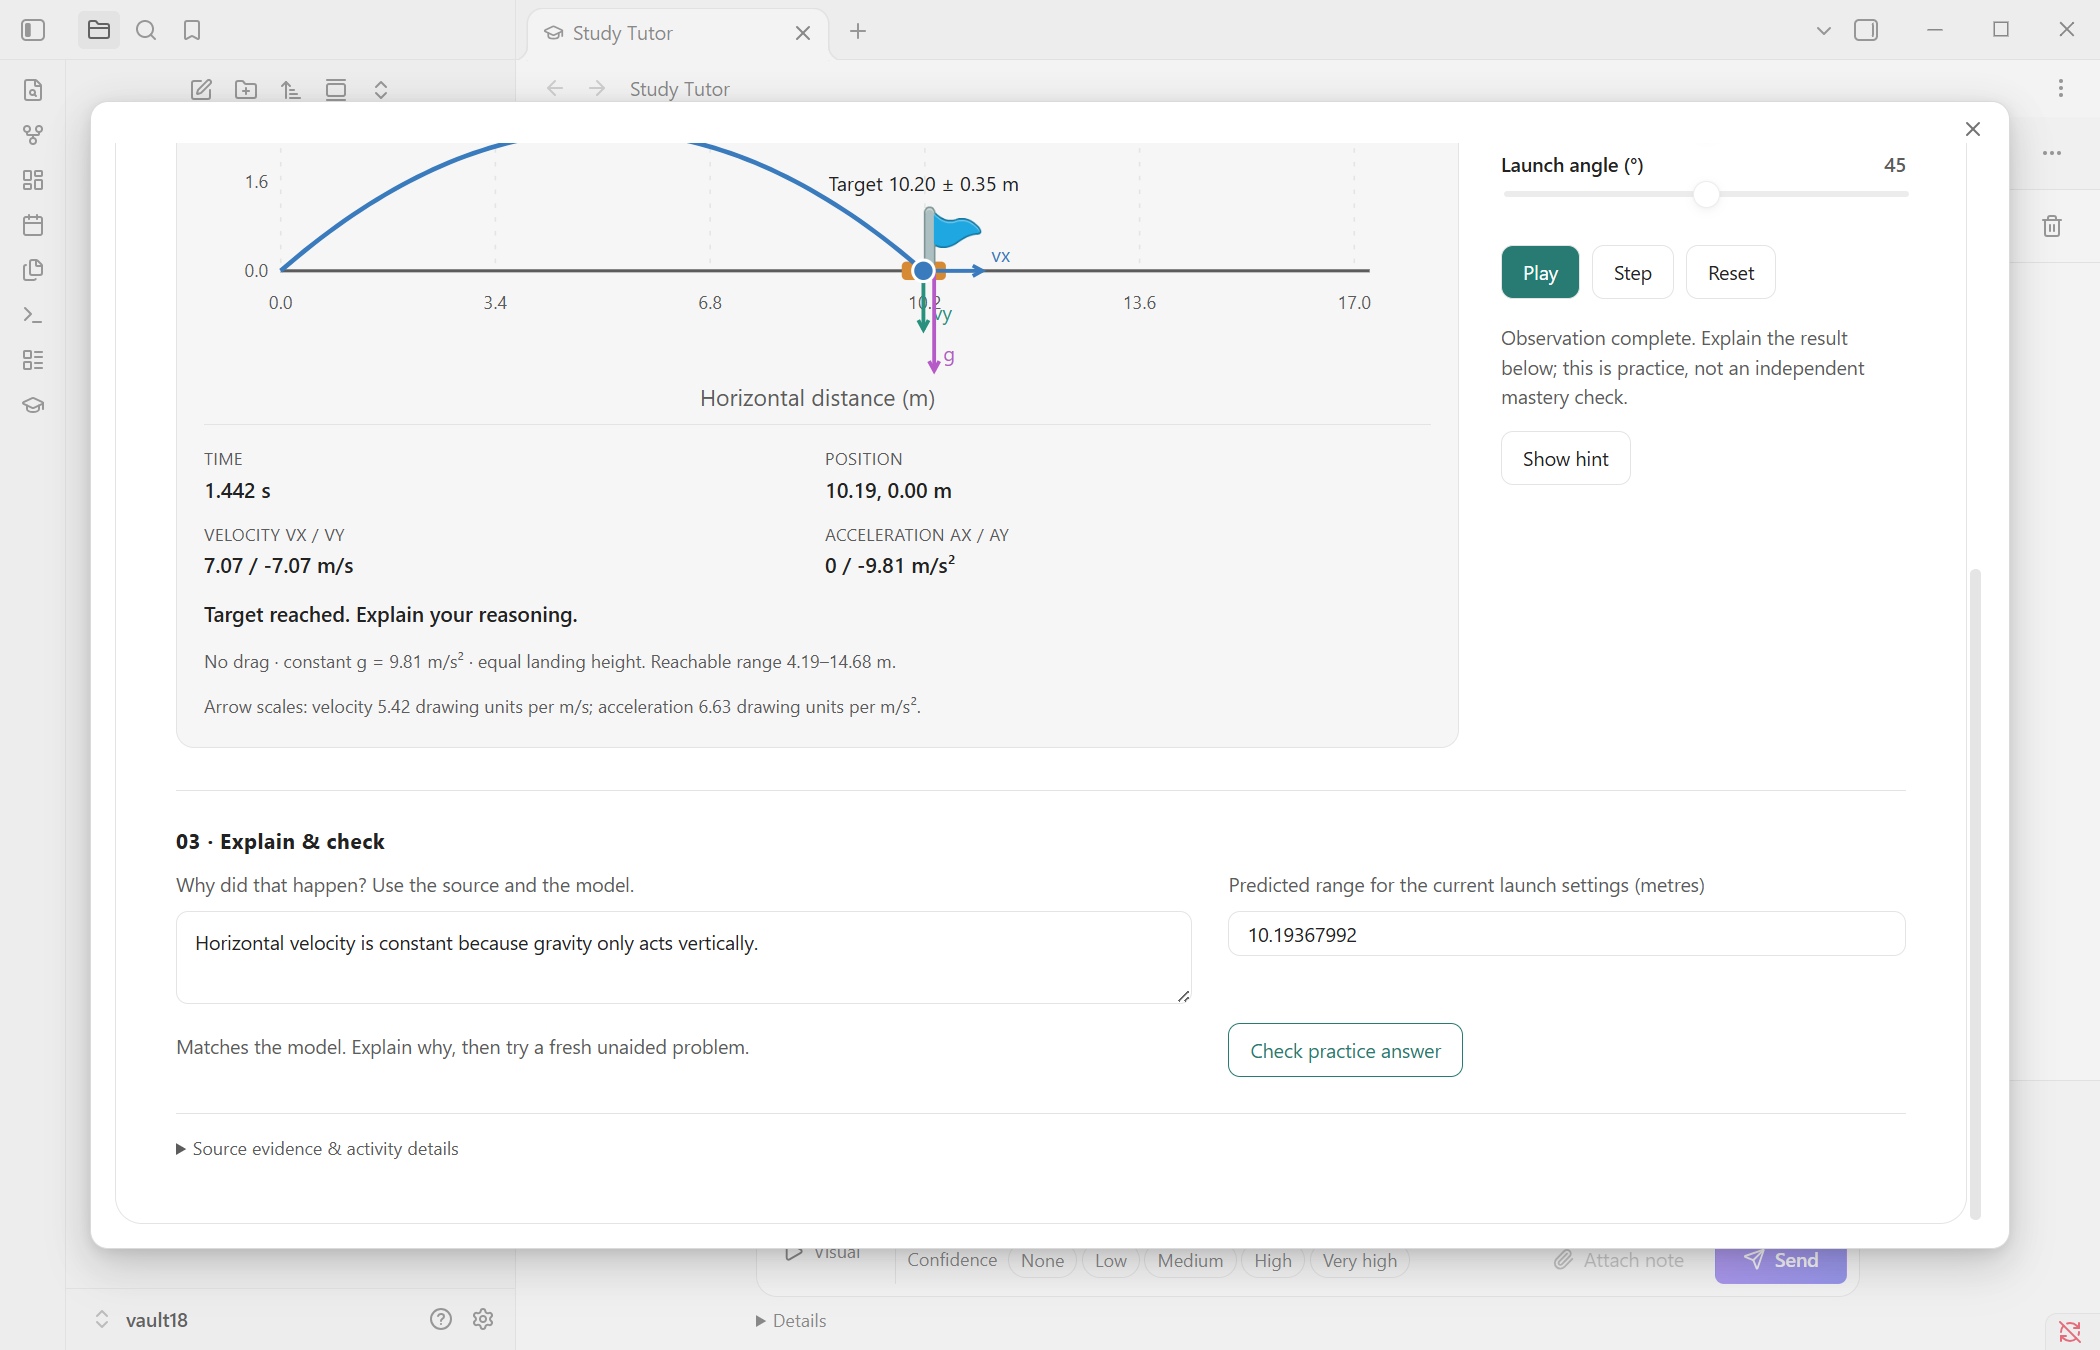 Study Tutor
Study Tutor
1.6
0.0
Target 10.20 ± 0.35 m
vx
vy
g
0.0
3.4
6.8
10.2
13.6
17.0
Horizontal distance (m)
TIME
1.442 s
POSITION
10.19, 0.00 m
VELOCITY VX / VY
7.07 / -7.07 m/s
ACCELERATION AX / AY
0 / -9.81 m/s²
Target reached. Explain your reasoning.
No drag · constant g = 9.81 m/s² · equal landing height. Reachable range 4.19–14.68 m.
Arrow scales: velocity 5.42 drawing units per m/s; acceleration 6.63 drawing units per m/s².
Launch angle (°)
45
Play
Step
Reset
Observation complete. Explain the result
below; this is practice, not an independent
mastery check.
Show hint
03 · Explain & check
Why did that happen? Use the source and the model.
Horizontal velocity is constant because gravity only acts vertically.
Matches the model. Explain why, then try a fresh unaided problem.
Predicted range for the current launch settings (metres)
10.19367992
Check practice answer
Source evidence & activity details
Visual
Confidence
None
Low
Medium
High
Very high
Attach note
Send
Details
vault18